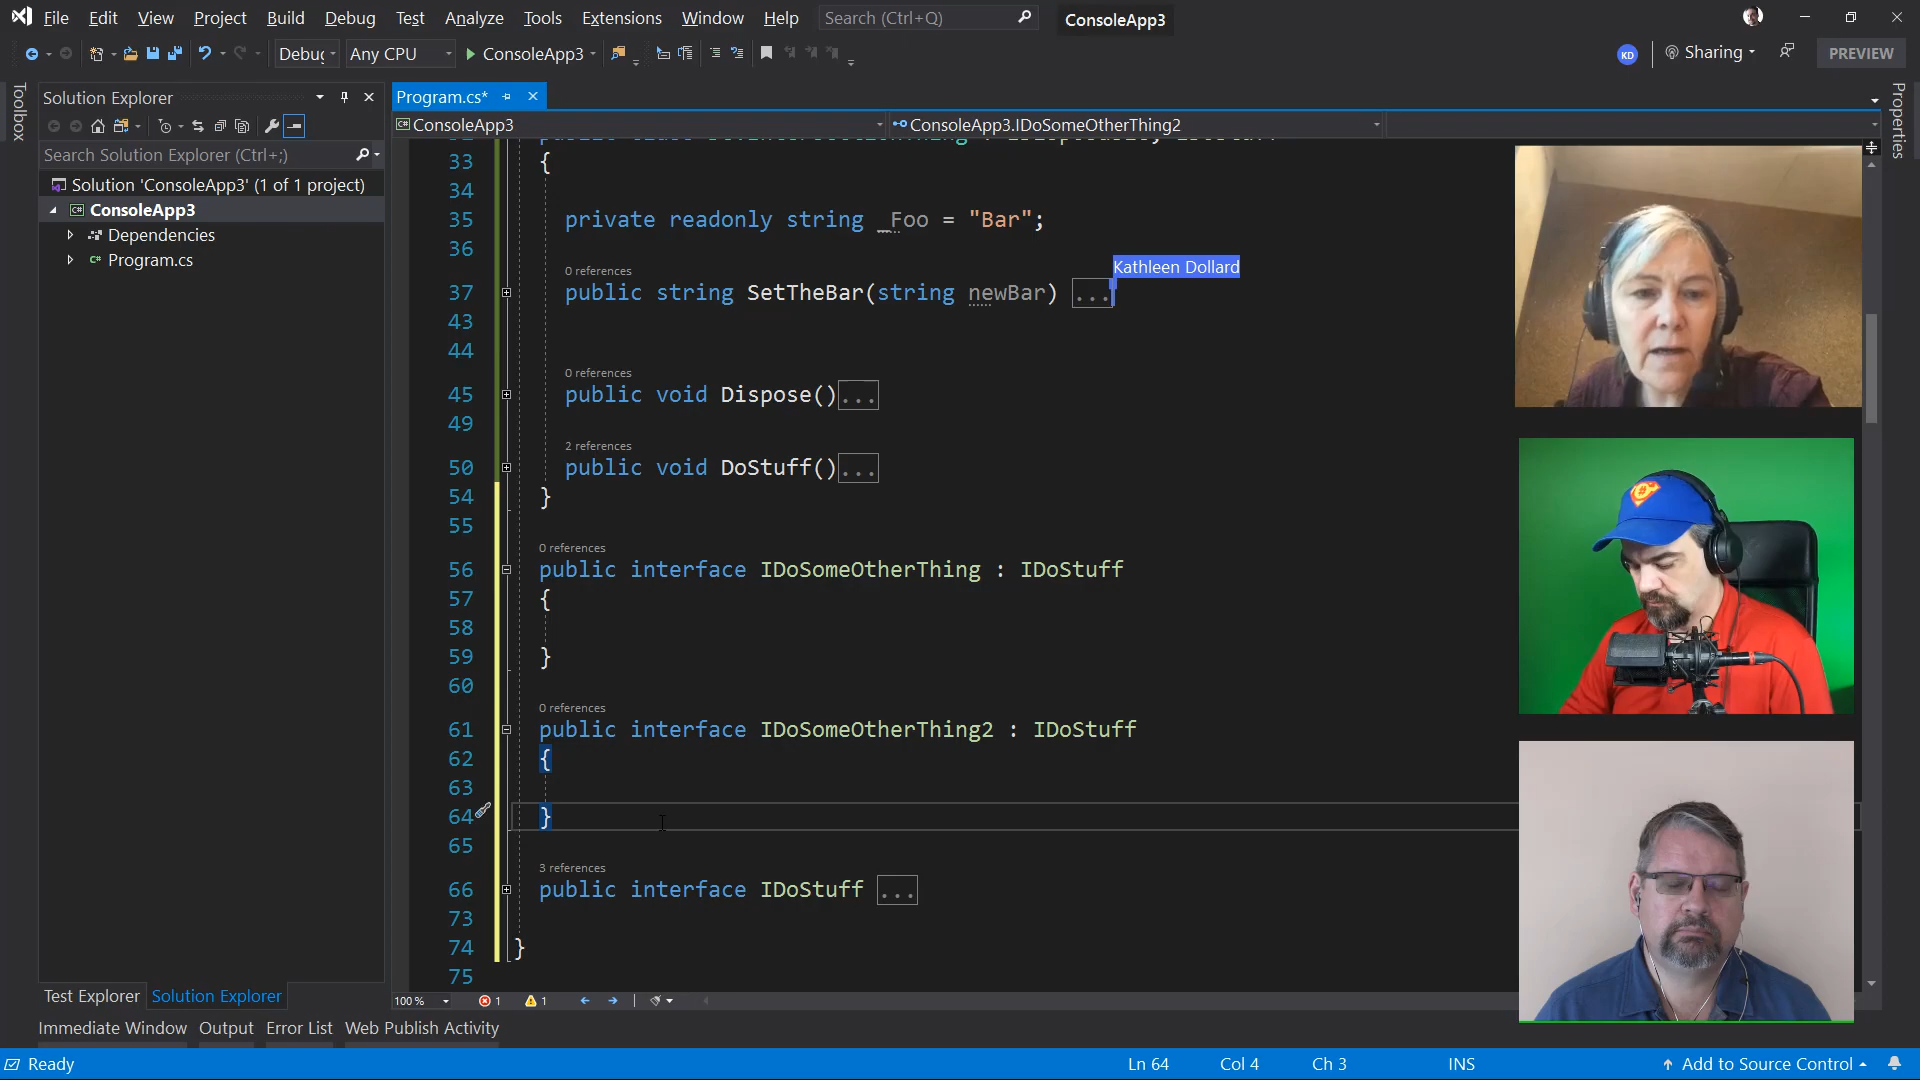 File Edit View Project Build Debug Test Analyze Tools Extensions Window Help Search (Ctrl+Q) ConsoleApp3
Debug Any CPU ConsoleApp3 KD Sharing PREVIEW
Toolbox
Solution Explorer
Search Solution Explorer (Ctrl+;)
Solution 'ConsoleApp3' (1 of 1 project)
ConsoleApp3
Dependencies
Program.cs
Test Explorer Solution Explorer
Program.cs*
ConsoleApp3 ConsoleApp3.IDoSomeOtherThing2
Properties
33 {
34
35 private readonly string _Foo = "Bar";
36
0 references
Kathleen Dollard
37 public string SetTheBar(string newBar) ...
43
44
0 references
45 public void Dispose()...
49
2 references
50 public void DoStuff()...
54 }
55
0 references
56 public interface IDoSomeOtherThing : IDoStuff
57 {
58
59 }
60
0 references
61 public interface IDoSomeOtherThing2 : IDoStuff
62 {
63
64 }
65
3 references
66 public interface IDoStuff ...
73
74 }
75
100 % 1 1
Immediate Window Output Error List Web Publish Activity
Ready Ln 64 Col 4 Ch 3 INS Add to Source Control